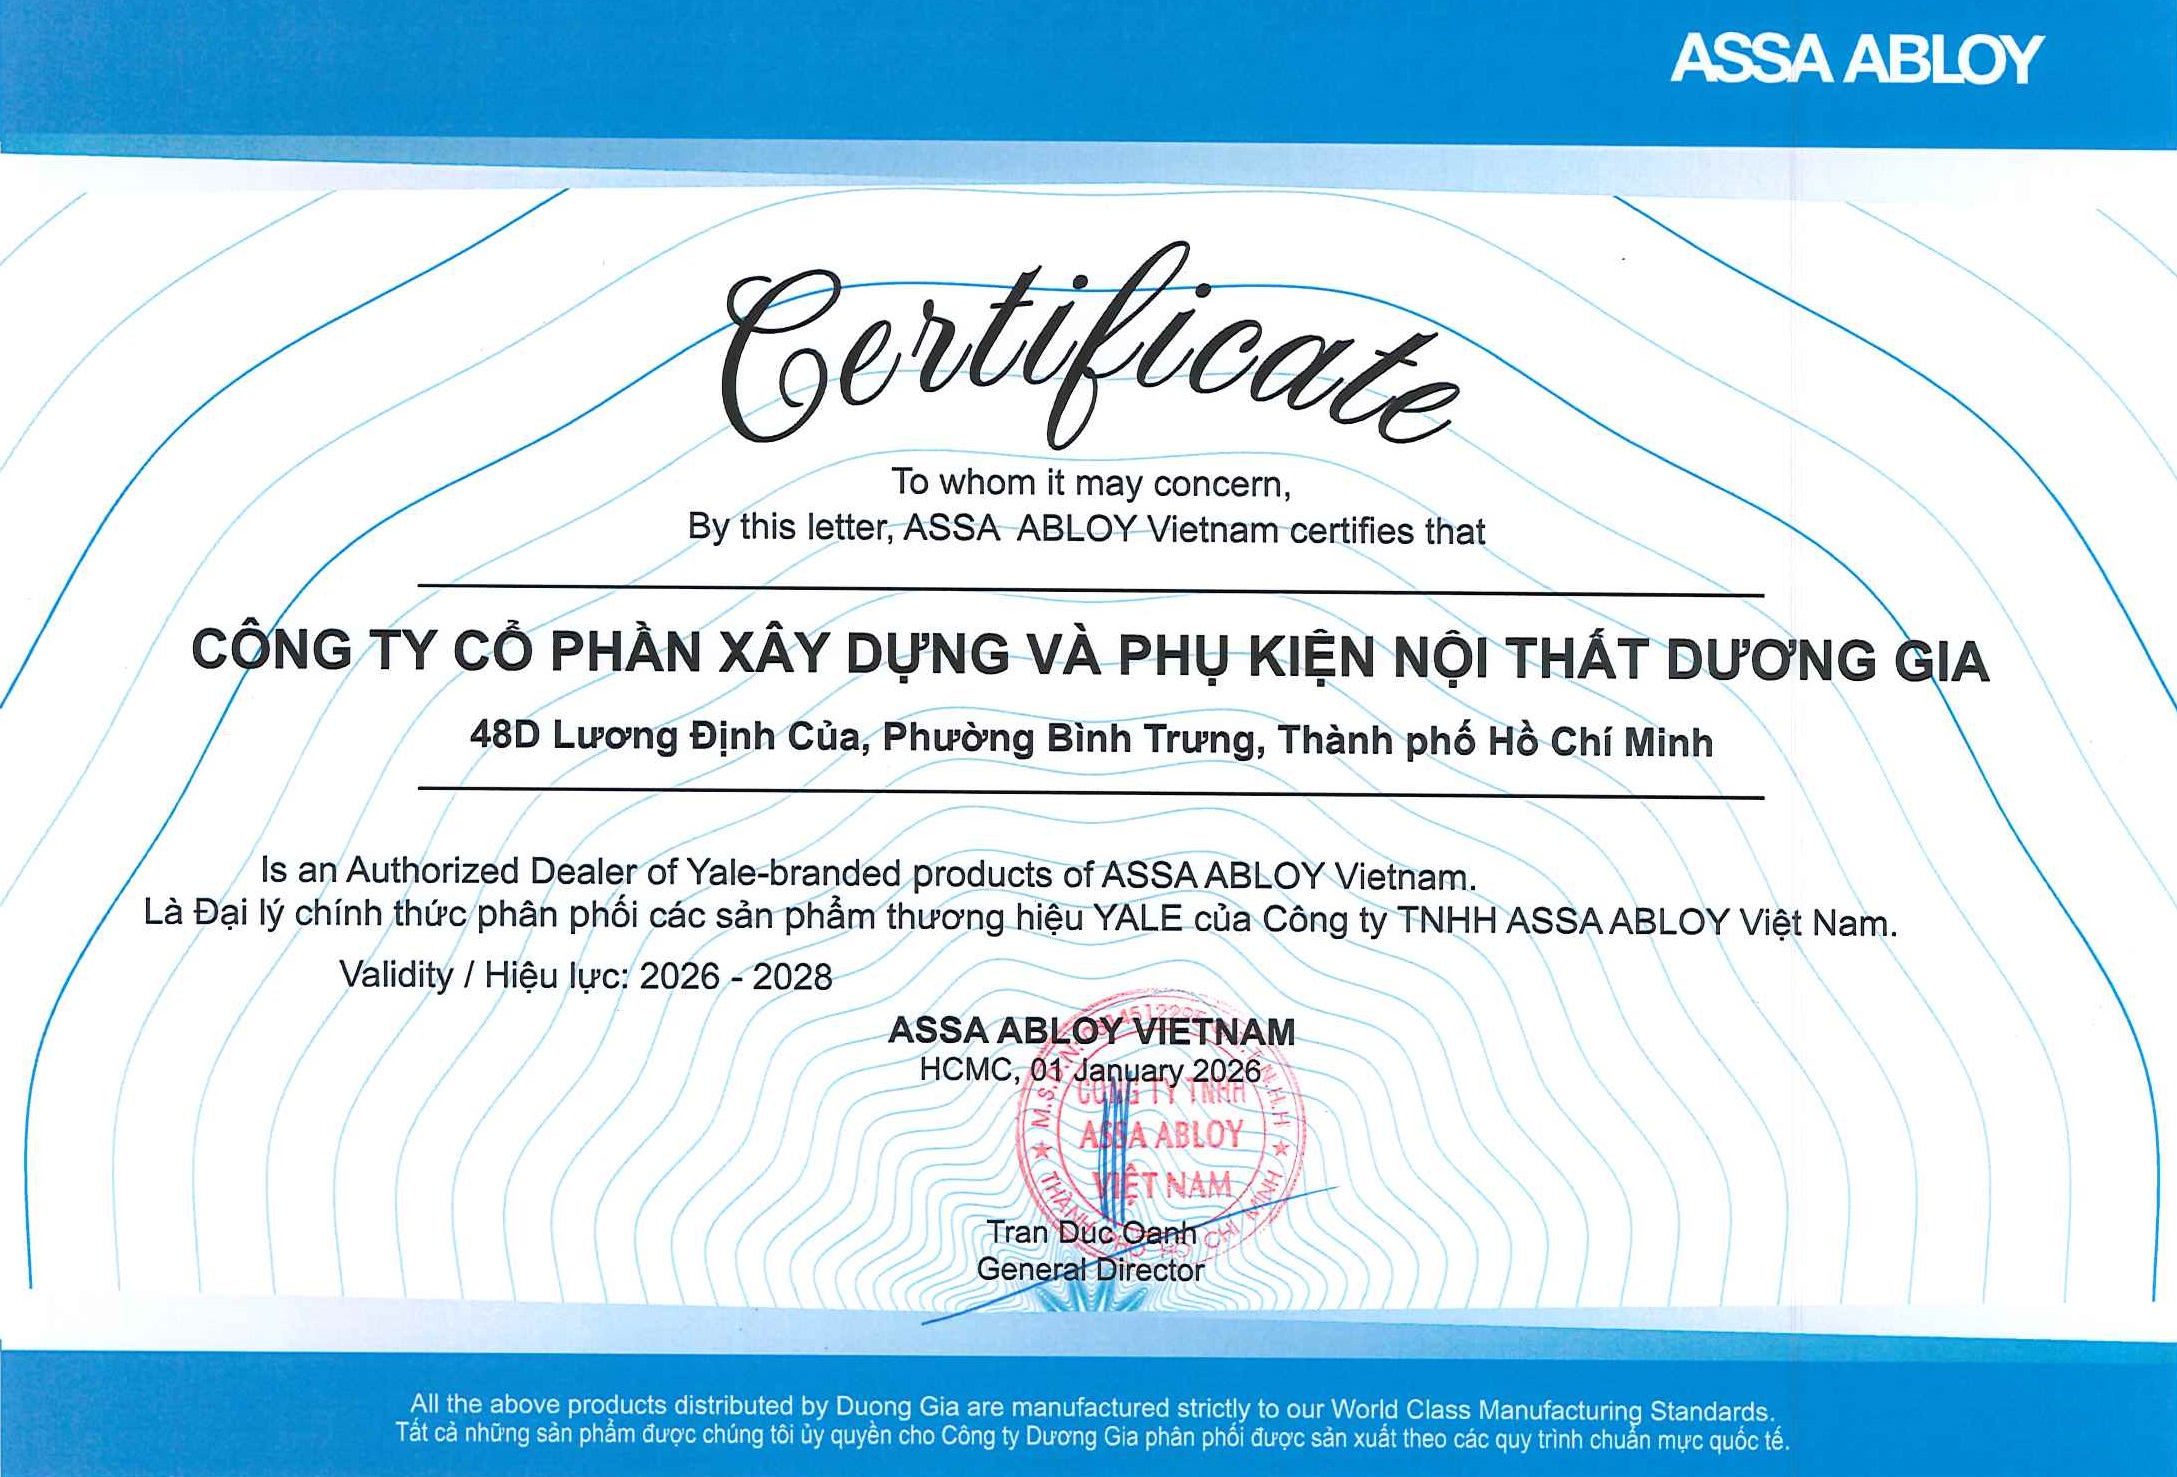 ASSA ABLOY
Certificate
To whom it may concern,
By this letter, ASSA ABLOY Vietnam certifies that
CÔNG TY CỔ PHẦN XÂY DỰNG VÀ PHỤ KIỆN NỘI THẤT DƯƠNG GIA
48D Lương Định Của, Phường Bình Trưng, Thành phố Hồ Chí Minh
Is an Authorized Dealer of Yale-branded products of ASSA ABLOY Vietnam.
Là Đại lý chính thức phân phối các sản phẩm thương hiệu YALE của Công ty TNHH ASSA ABLOY Việt Nam.
Validity / Hiệu lực: 2026 - 2028
ASSA ABLOY VIETNAM
HCMC, 01 January 2026
CÔNG TY TNHH
ASSA ABLOY
VIỆT NAM
THÀNH PHỐ HỒ CHÍ MINH
Tran Duc Oanh
General Director
All the above products distributed by Duong Gia are manufactured strictly to our World Class Manufacturing Standards.
Tất cả những sản phẩm được chúng tôi ủy quyền cho Công ty Dương Gia phân phối được sản xuất theo các quy trình chuẩn mực quốc tế.